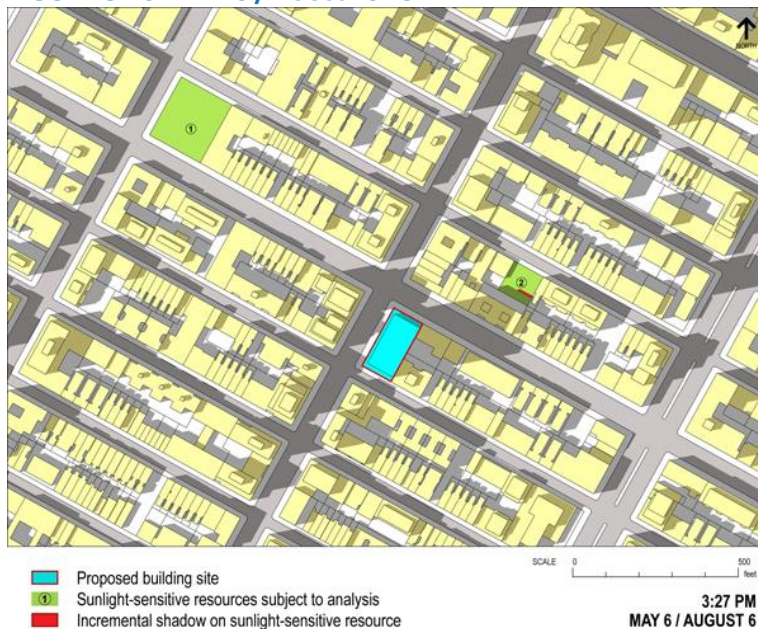 NORTH
①
②
Proposed building site
① Sunlight-sensitive resources subject to analysis
Incremental shadow on sunlight-sensitive resource
SCALE 0 500
feet
3:27 PM
MAY 6 / AUGUST 6